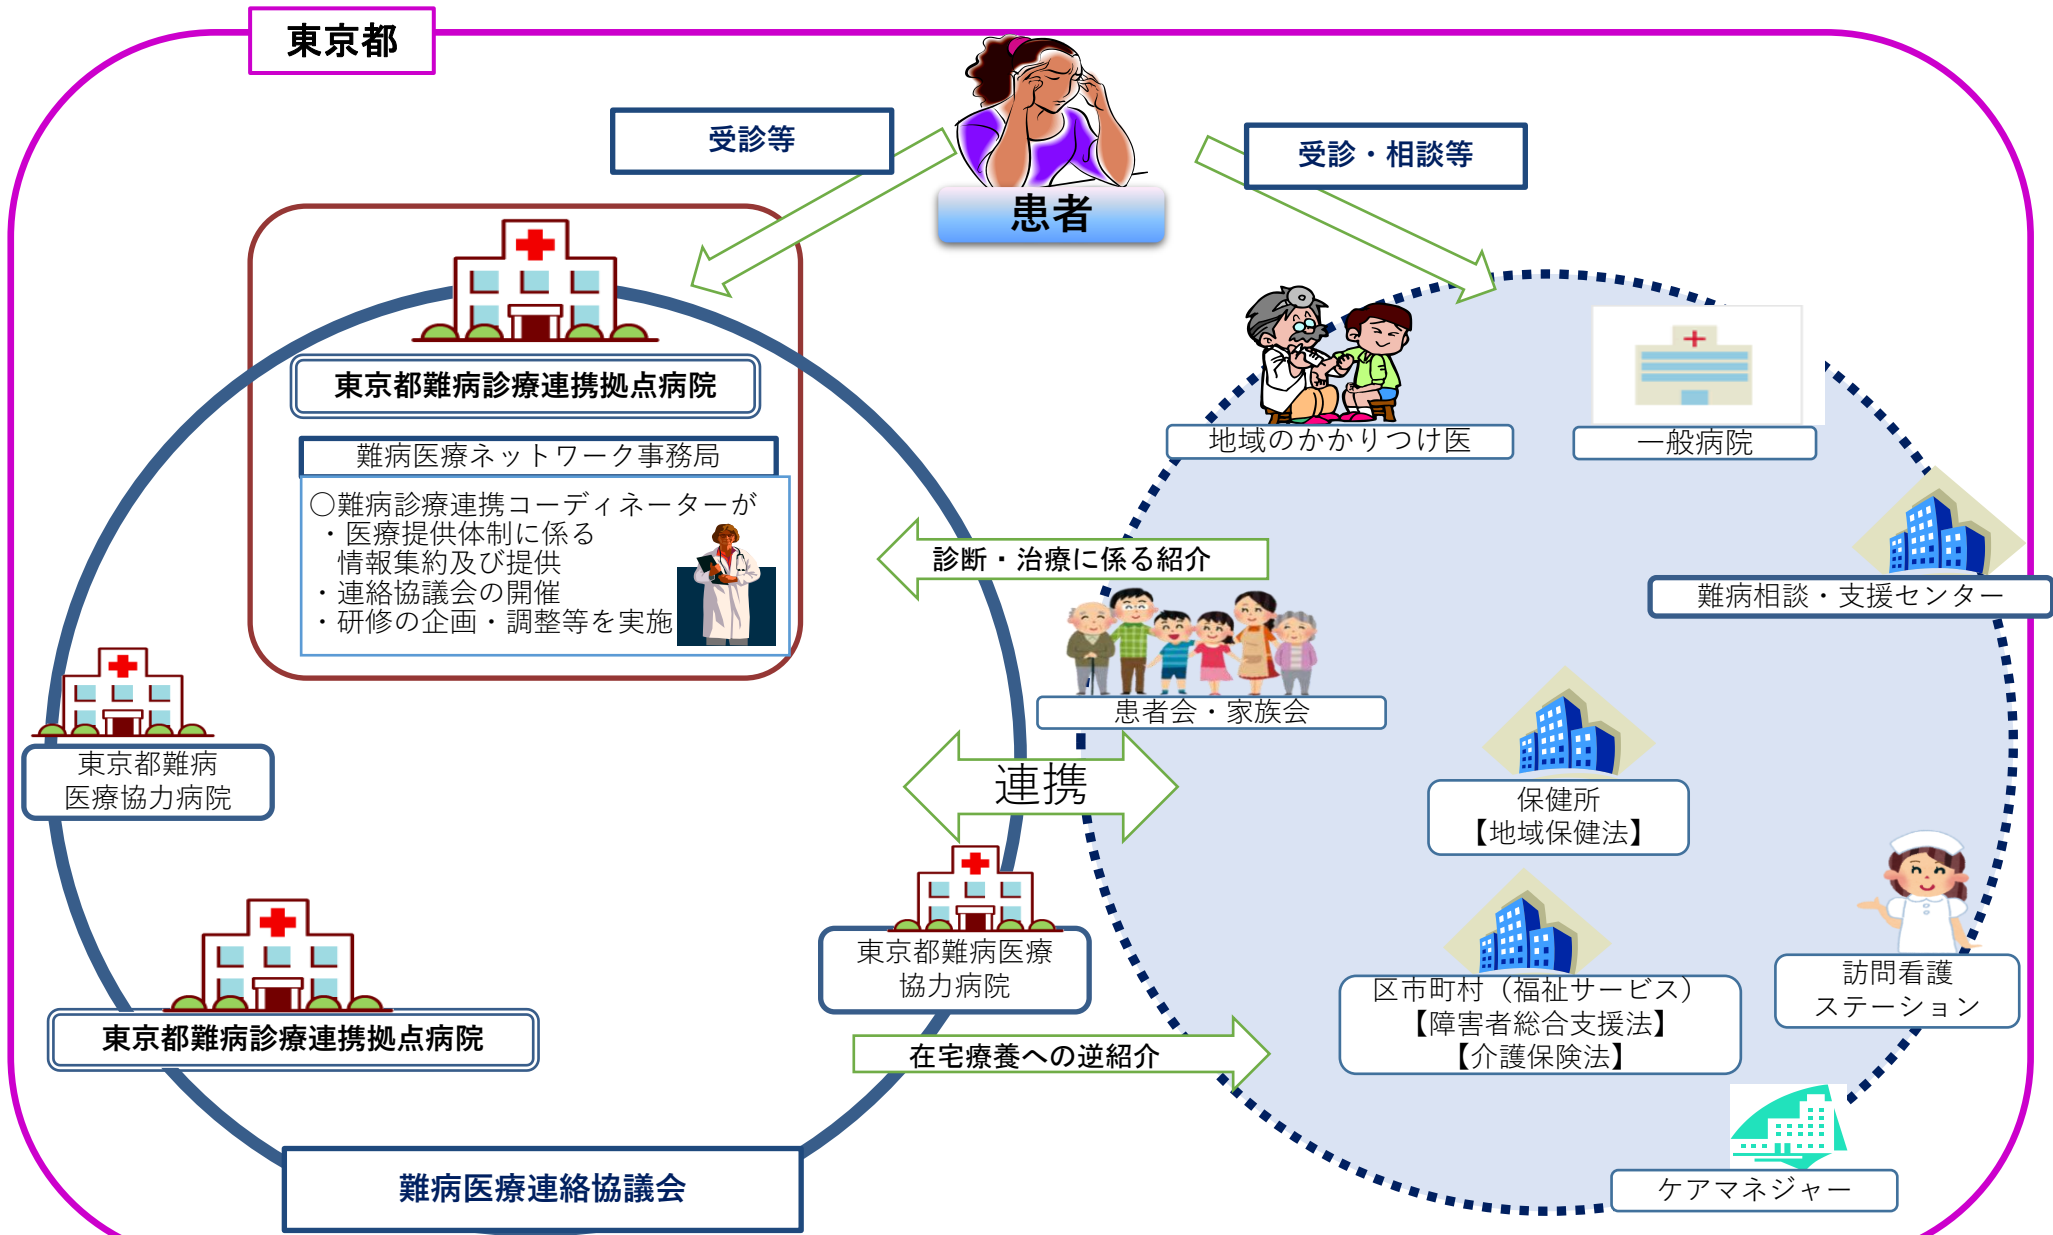 東京都
受診等
受診・相談等
患者
東京都難病診療連携拠点病院
難病医療ネットワーク事務局
〇難病診療連携コーディネーターが
・医療提供体制に係る
情報集約及び提供
・連絡協議会の開催
・研修の企画・調整等を実施
地域のかかりつけ医
一般病院
診断・治療に係る紹介
難病相談・支援センター
患者会・家族会
東京都難病
医療協力病院
連携
保健所
【地域保健法】
東京都難病医療
協力病院
区市町村（福祉サービス）
【障害者総合支援法】
【介護保険法】
訪問看護
ステーション
東京都難病診療連携拠点病院
在宅療養への逆紹介
難病医療連絡協議会
ケアマネジャー